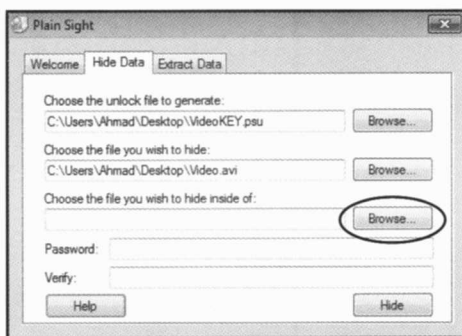 Plain Sight
Welcome Hide Data Extract Data
Choose the unlock file to generate:
C:\Users\Ahmad\Desktop\VideoKEY.psu Browse...
Choose the file you wish to hide:
C:\Users\Ahmad\Desktop\Video.avi Browse...
Choose the file you wish to hide inside of:
Browse...
Password:
Verify:
Help Hide